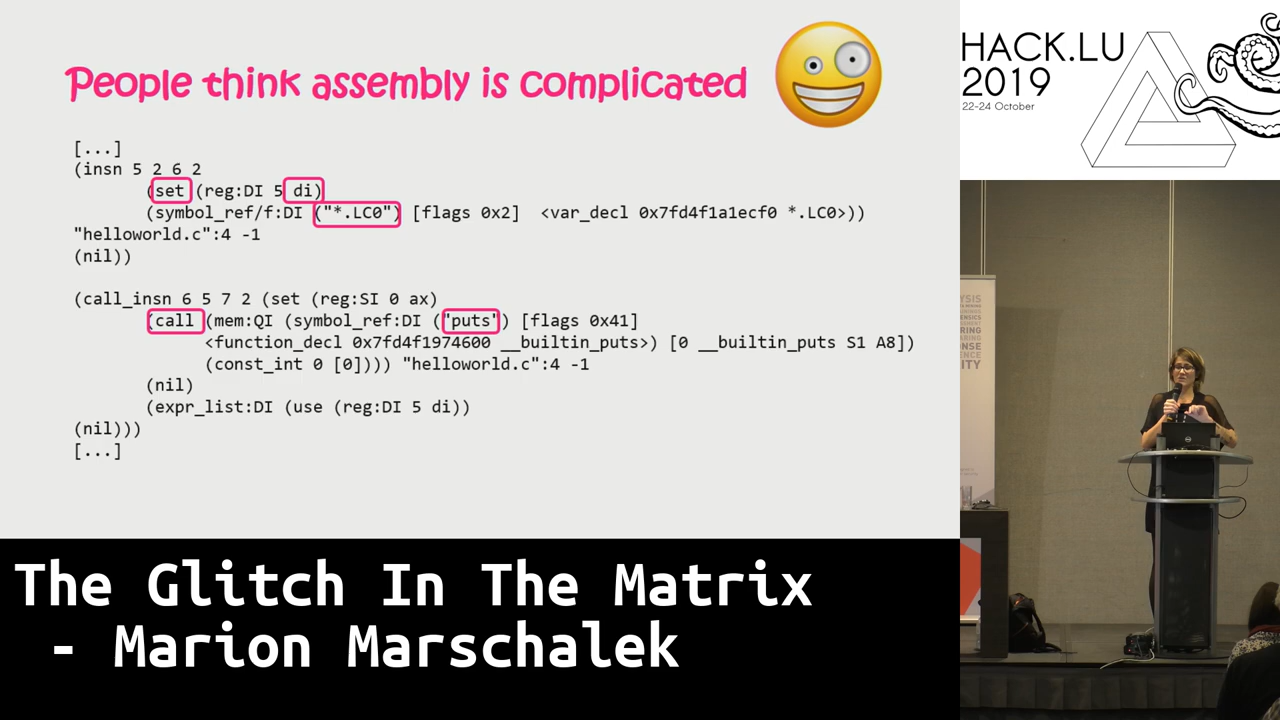 People think assembly is complicated
[...]
(insn 5 2 6 2
(set (reg:DI 5 di)
(symbol_ref/f:DI ("*.LC0") [flags 0x2] <var_decl 0x7fd4f1a1ecf0 *.LC0>))
"helloworld.c":4 -1
(nil))
(call_insn 6 5 7 2 (set (reg:SI 0 ax)
(call (mem:QI (symbol_ref:DI ("puts") [flags 0x41]
<function_decl 0x7fd4f1974600 __builtin_puts>) [0 __builtin_puts S1 A8])
(const_int 0 [0]))) "helloworld.c":4 -1
(nil)
(expr_list:DI (use (reg:DI 5 di))
(nil)))
[...]
HACK.LU
2019
22-24 October
The Glitch In The Matrix
- Marion Marschalek